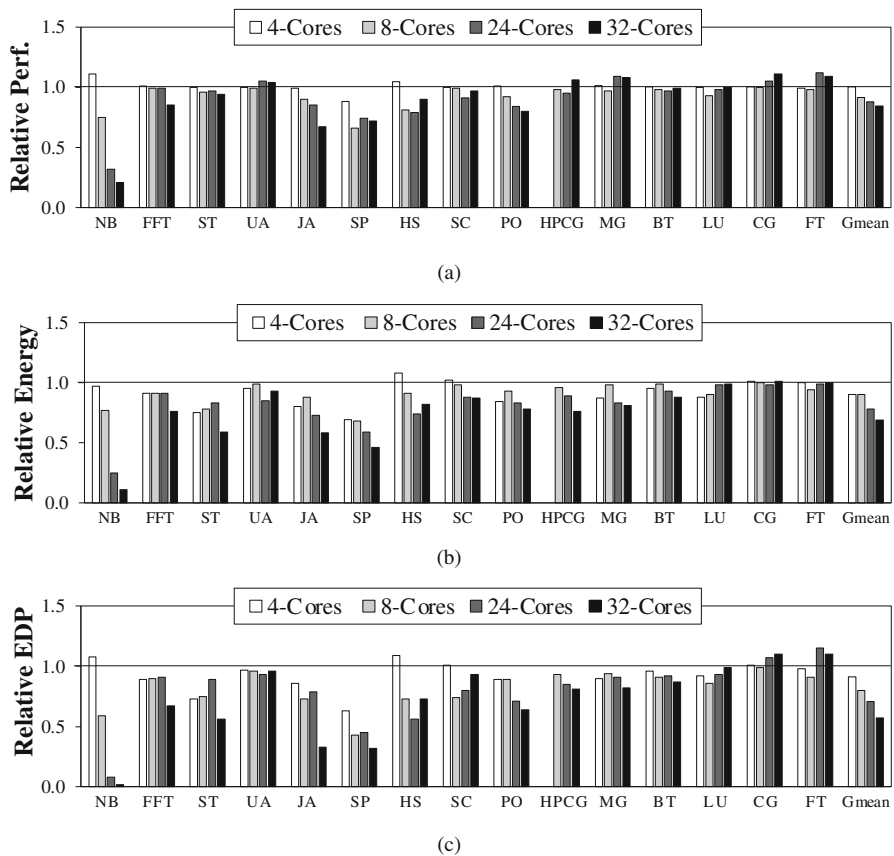 1.5
4-Cores 8-Cores 24-Cores 32-Cores
1.0
0.5
0.0
Relative Perf.
NB FFT ST UA JA SP HS SC PO HPCG MG BT LU CG FT Gmean
(a)
1.5
4-Cores 8-Cores 24-Cores 32-Cores
1.0
0.5
0.0
Relative Energy
NB FFT ST UA JA SP HS SC PO HPCG MG BT LU CG FT Gmean
(b)
1.5
4-Cores 8-Cores 24-Cores 32-Cores
1.0
0.5
0.0
Relative EDP
NB FFT ST UA JA SP HS SC PO HPCG MG BT LU CG FT Gmean
(c)